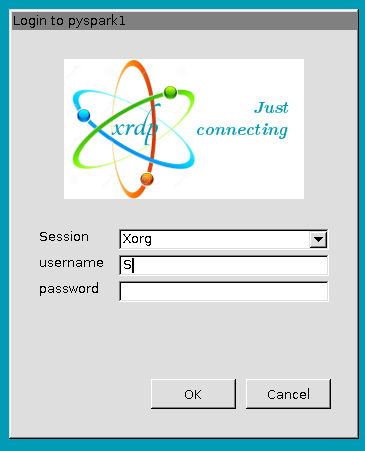 Login to pyspark1
xrdp
Just
connecting
Session
Xorg
username
S
password
OK
Cancel